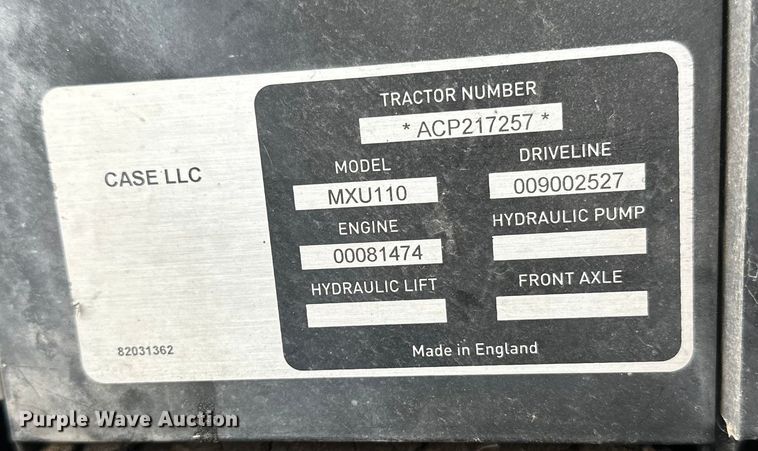 TRACTOR NUMBER
* ACP217257 *
CASE LLC
MODEL DRIVELINE
MXU110 009002527
ENGINE HYDRAULIC PUMP
00081474
HYDRAULIC LIFT FRONT AXLE
82031362
Made in England
Purple Wave Auction